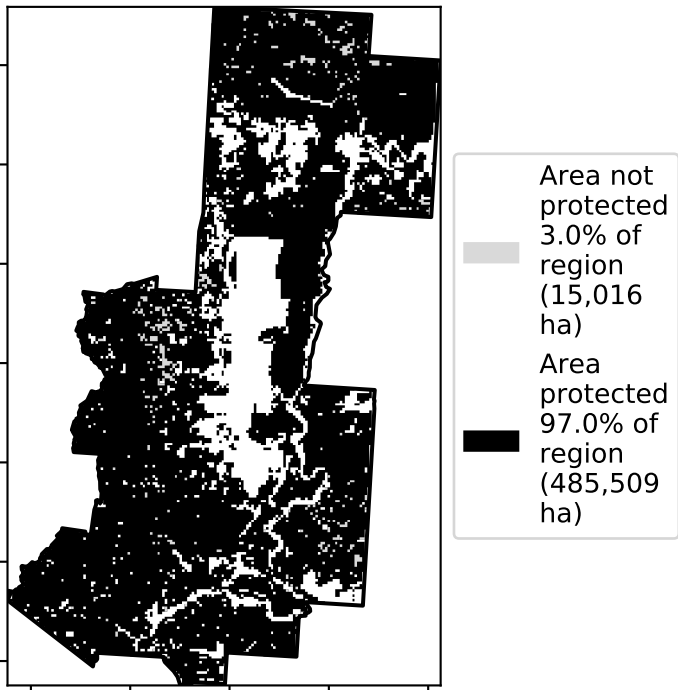 Area not
protected
3.0% of
region
(15,016
ha)
Area
protected
97.0% of
region
(485,509
ha)